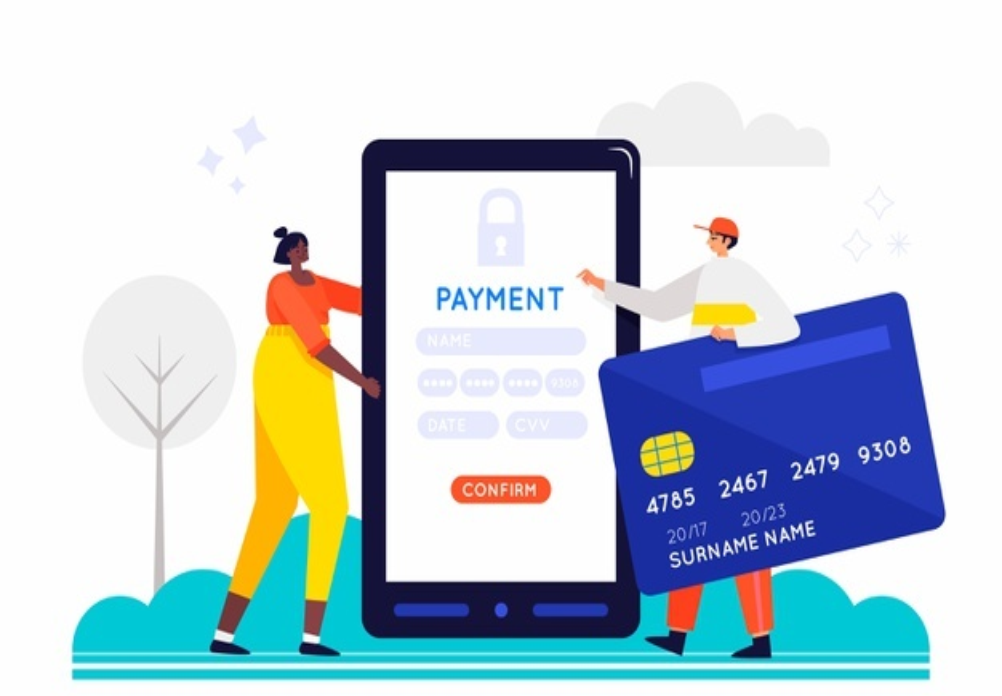 PAYMENT
NAME
•••• •••• •••• 9308
DATE CVV
CONFIRM
4785 2467 2479 9308
20/17 20/23
SURNAME NAME